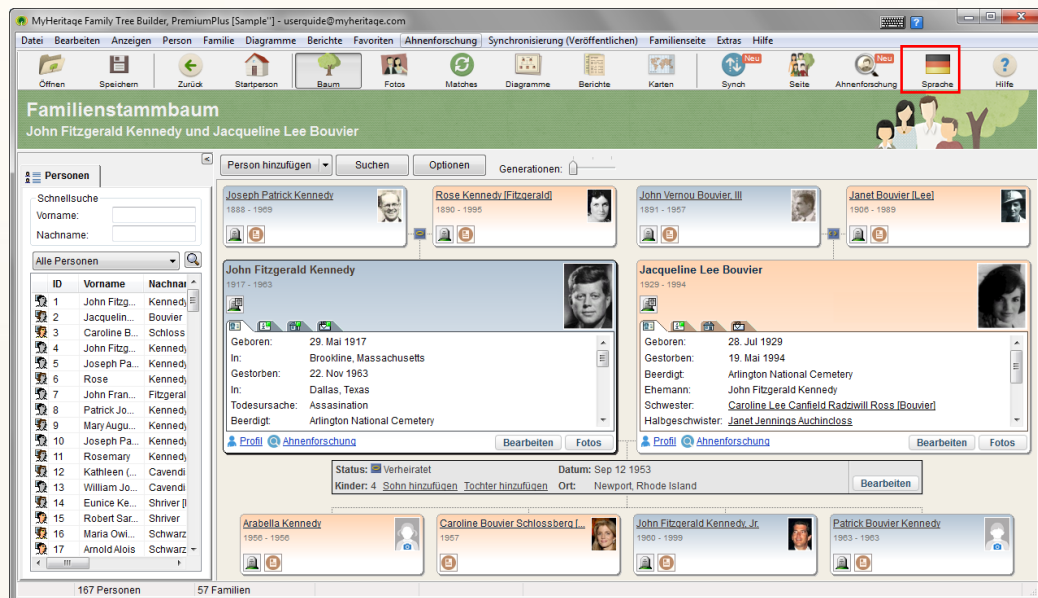 MyHeritage Family Tree Builder, PremiumPlus [Sample"] - userguide@myheritage.com
Datei Bearbeiten Anzeigen Person Familie Diagramme Berichte Favoriten Ahnenforschung Synchronisierung (Veröffentlichen) Familienseite Extras Hilfe
Neu Neu
Öffnen Speichern Zurück Startperson Baum Fotos Matches Diagramme Berichte Karten Synch Seite Ahnenforschung Sprache Hilfe
Familienstammbaum
John Fitzgerald Kennedy und Jacqueline Lee Bouvier
Personen
Schnellsuche
Vorname:
Nachname:
Alle Personen
ID Vorname Nachnar
1 John Fitzg... Kennedy
2 Jacquelin... Bouvier
3 Caroline B... Schloss
4 John Fitzg... Kennedy
5 Joseph Pa... Kennedy
6 Rose Kennedy
7 John Fran... Fitzgeral
8 Patrick Jo... Kennedy
9 Mary Augu... Kennedy
10 Joseph Pa... Kennedy
11 Rosemary Kennedy
12 Kathleen (... Cavendi
13 William Jo... Cavendi
14 Eunice Ke... Shriver [
15 Robert Sar... Shriver
16 Maria Owi... Schwarz
17 Arnold Alois Schwarz
Person hinzufügen Suchen Optionen Generationen:
Joseph Patrick Kennedy
1888 - 1969
Rose Kennedy [Fitzgerald]
1890 - 1995
John Vernou Bouvier, III
1891 - 1957
Janet Bouvier [Lee]
1906 - 1989
John Fitzgerald Kennedy
1917 - 1963
Geboren: 29. Mai 1917
In: Brookline, Massachusetts
Gestorben: 22. Nov 1963
In: Dallas, Texas
Todesursache: Assasination
Beerdigt: Arlington National Cemetery
Profil Ahnenforschung Bearbeiten Fotos
Jacqueline Lee Bouvier
1929 - 1994
Geboren: 28. Jul 1929
Gestorben: 19. Mai 1994
Beerdigt: Arlington National Cemetery
Ehemann: John Fitzgerald Kennedy
Schwester: Caroline Lee Canfield Radziwill Ross [Bouvier]
Halbgeschwister: Janet Jennings Auchincloss
Profil Ahnenforschung Bearbeiten Fotos
Status: Verheiratet Datum: Sep 12 1953
Kinder: 4 Sohn hinzufügen Tochter hinzufügen Ort: Newport, Rhode Island
Bearbeiten
Arabella Kennedy
1956 - 1956
Caroline Bouvier Schlossberg [...
1957
John Fitzgerald Kennedy, Jr.
1960 - 1999
Patrick Bouvier Kennedy
1963 - 1963
167 Personen 57 Familien